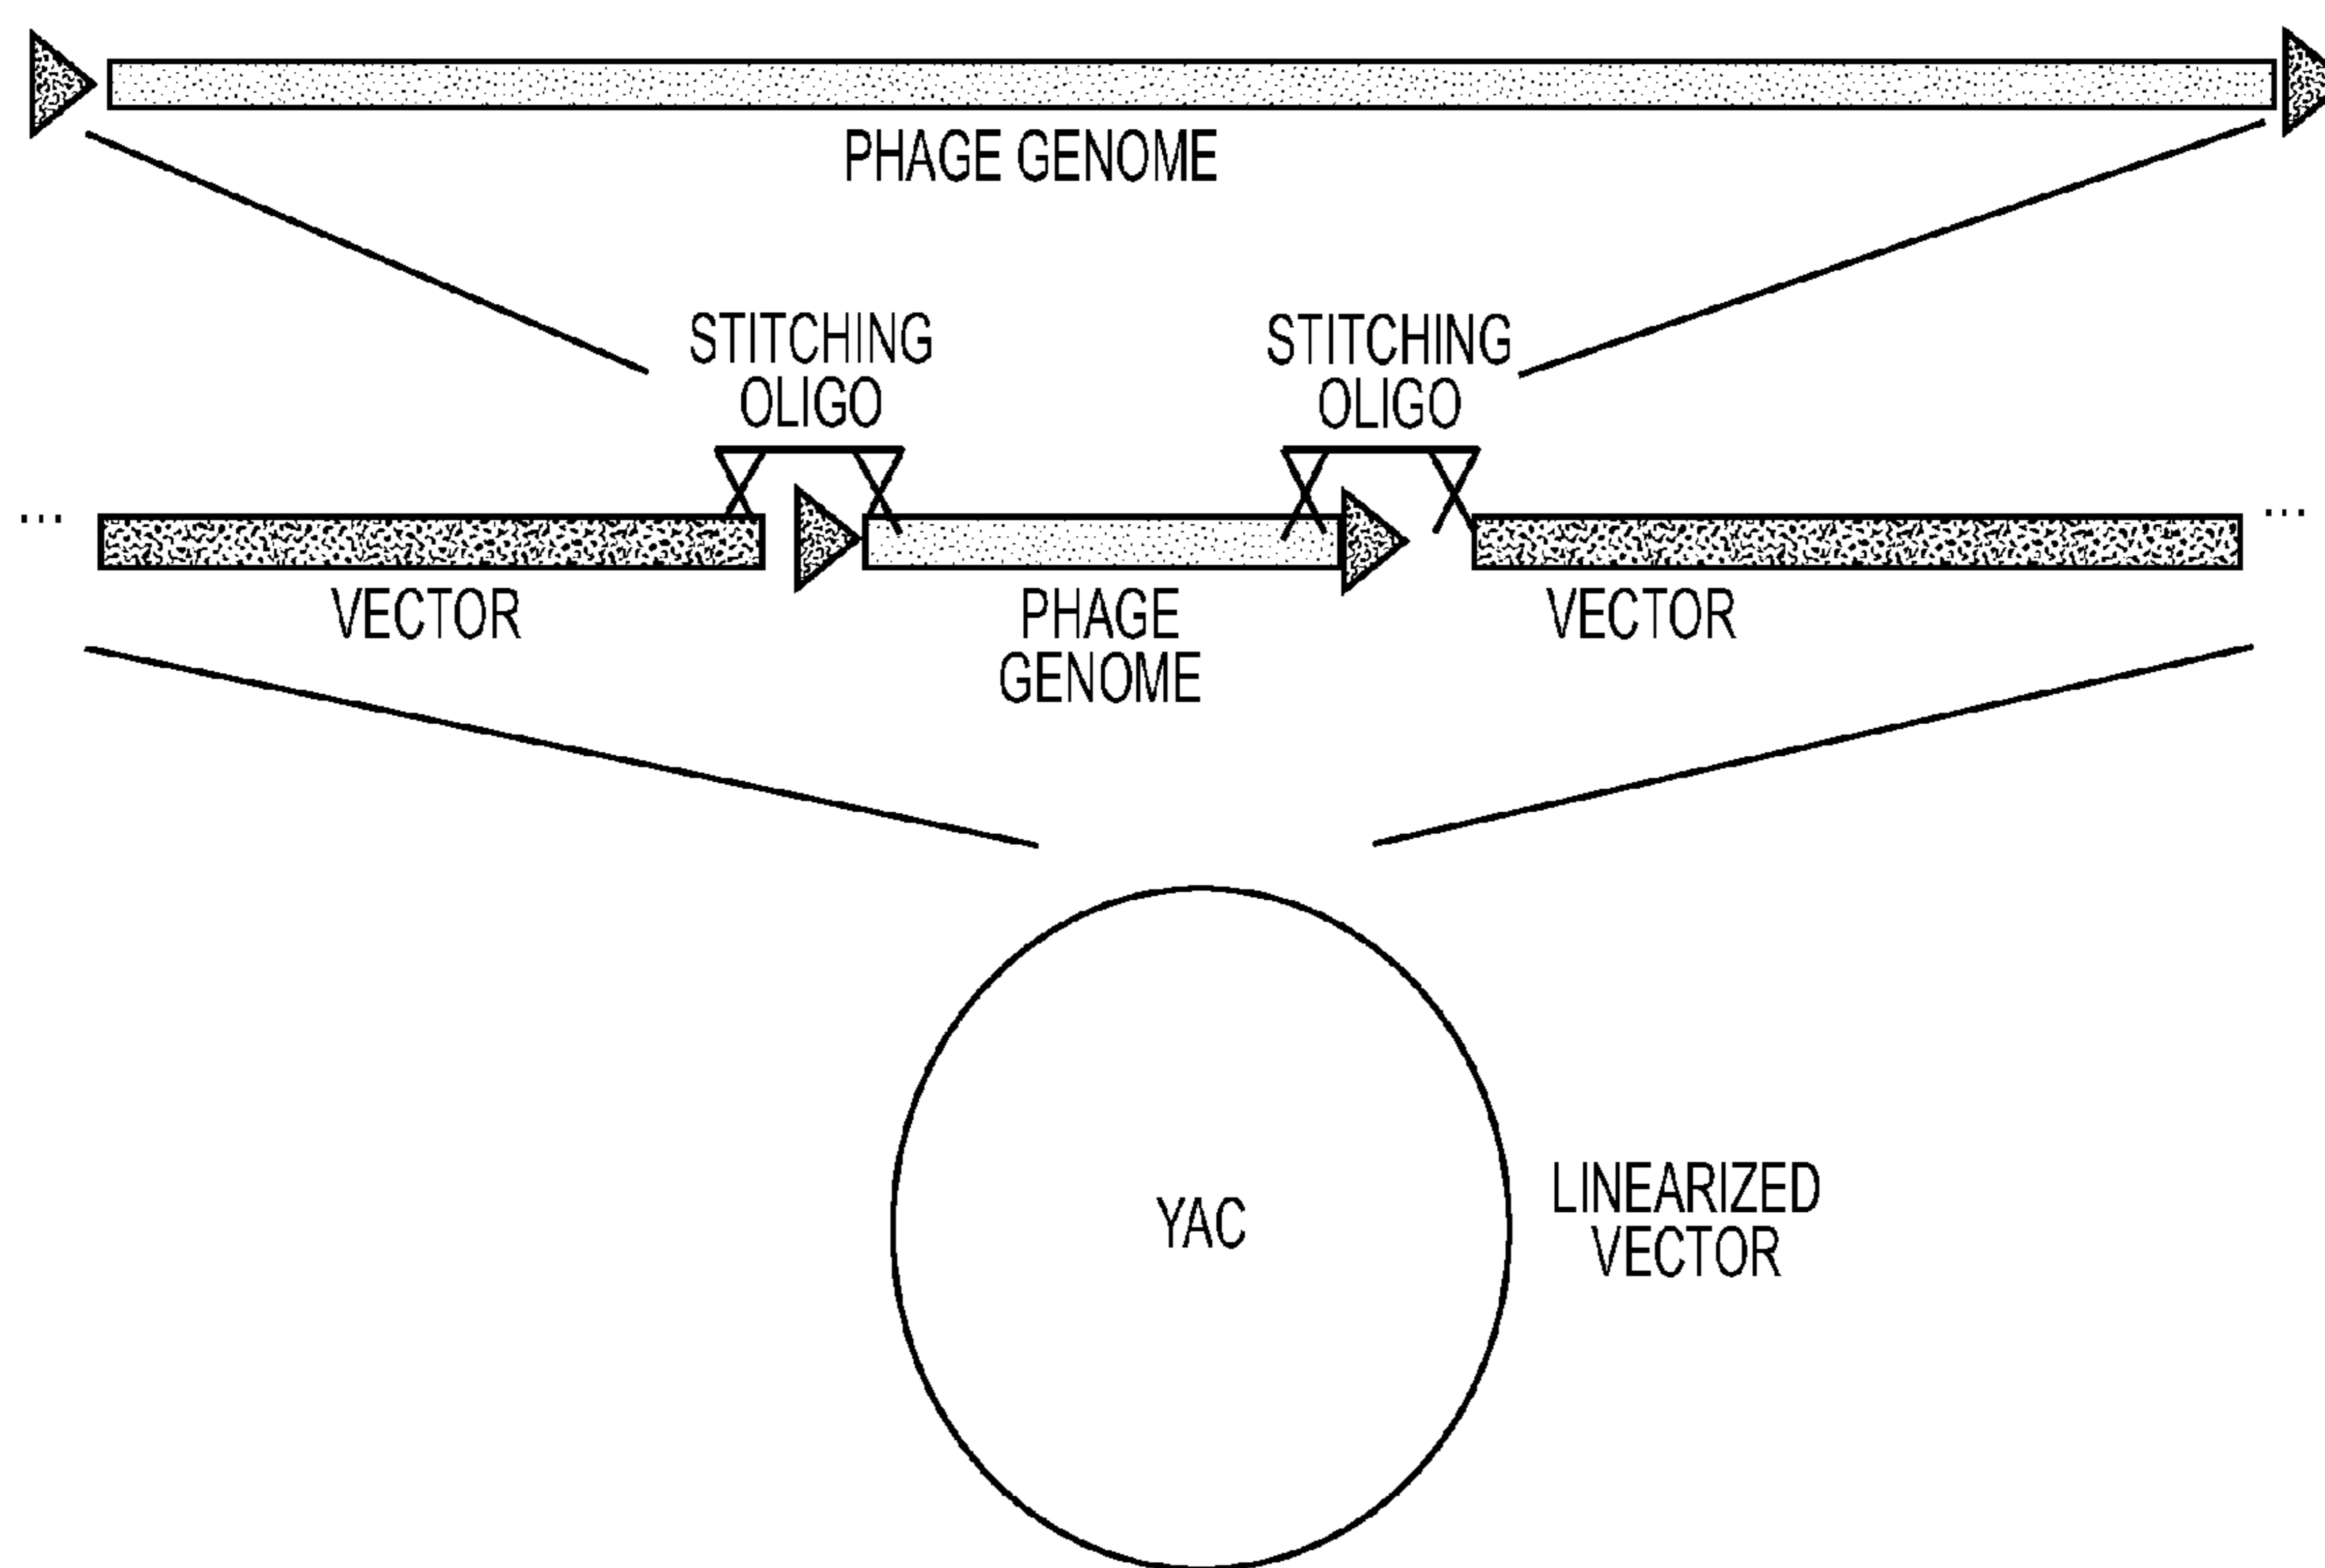 PHAGE GENOME
STITCHING
OLIGO
STITCHING
OLIGO
...
...
VECTOR
PHAGE
GENOME
VECTOR
YAC
LINEARIZED
VECTOR